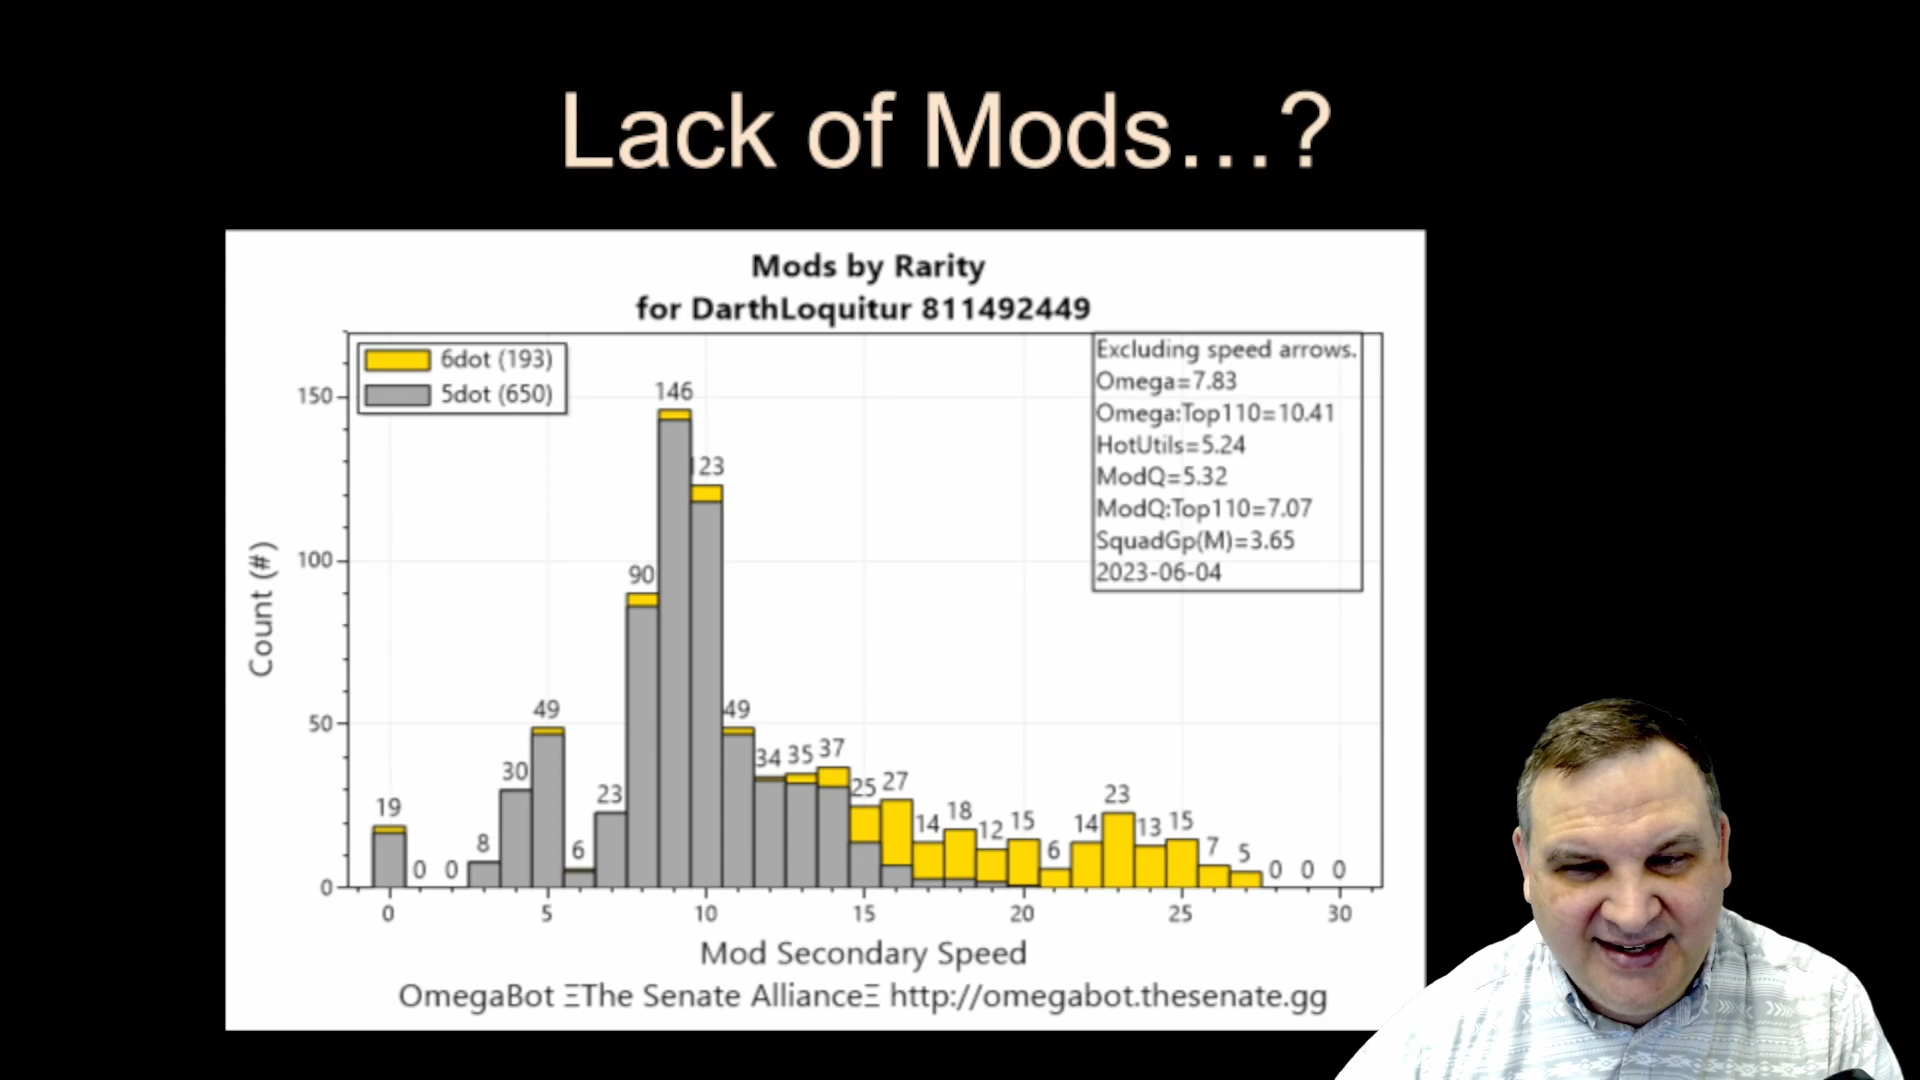 Lack of Mods...?
Mods by Rarity
for DarthLoquitur 811492449
6dot (193)
5dot (650)
Excluding speed arrows.
Omega=7.83
Omega:Top110=10.41
HotUtils=5.24
ModQ=5.32
ModQ:Top110=7.07
SquadGp(M)=3.65
2023-06-04
Count (#)
150
100
50
0
19 0 0 8 30 49 6 23 90 146 123 49 34 35 37 25 27 14 18 12 15 6 14 23 13 15 7 5 0 0 0
0 5 10 15 20 25 30
Mod Secondary Speed
OmegaBot ΞThe Senate AllianceΞ http://omegabot.thesenate.gg